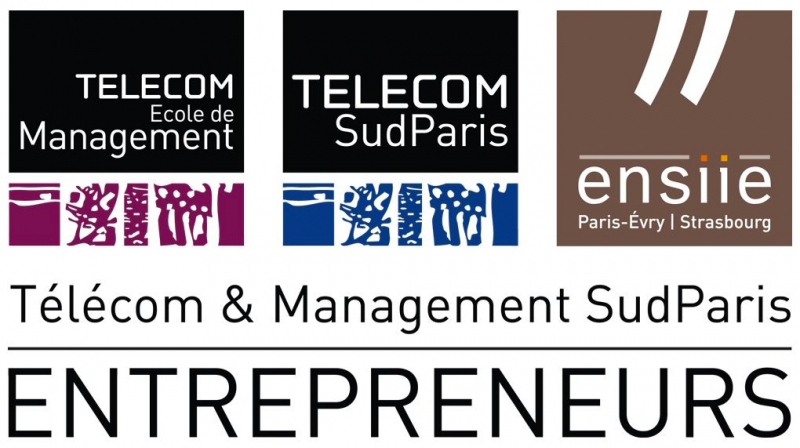 TELECOM
Ecole de
Management
TELECOM
SudParis
ensiie
Paris-Évry | Strasbourg
Télécom & Management SudParis
ENTREPRENEURS